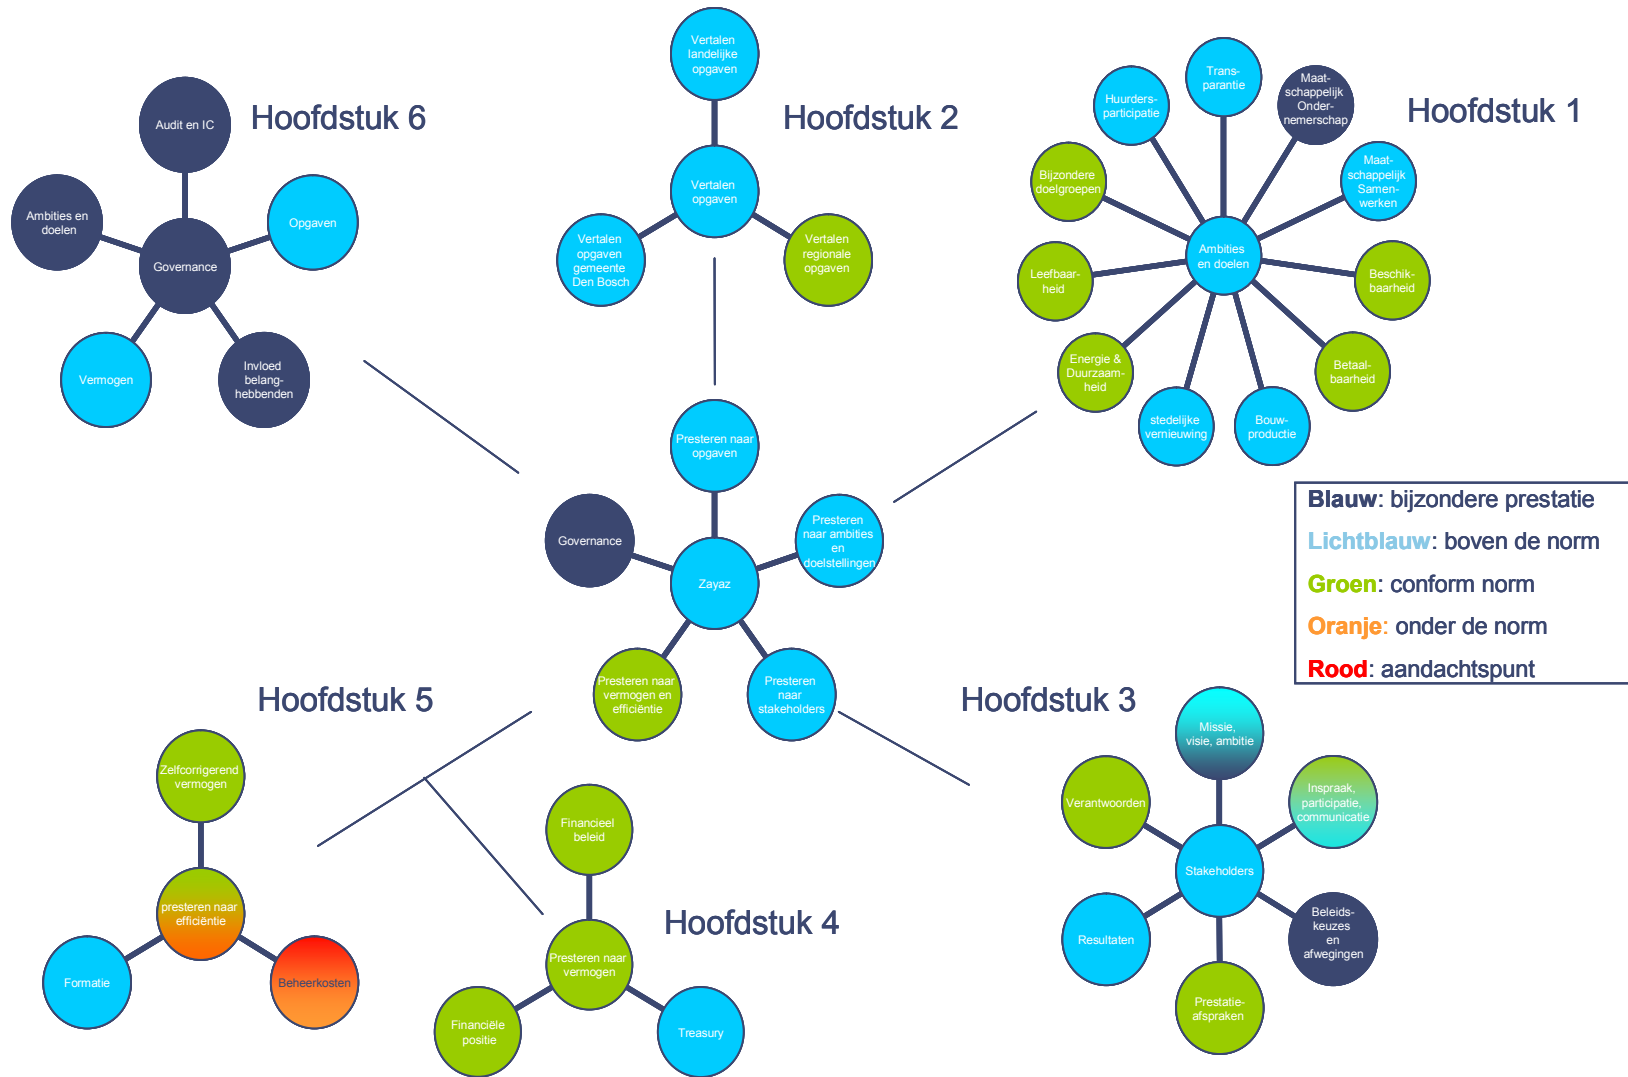 Hoofdstuk 6
Audit en IC
Ambities en
doelen
Opgaven
Governance
Vermogen
Invloed
belang-
hebbenden
Hoofdstuk 2
Vertalen
landelijke
opgaven
Vertalen
opgaven
Vertalen
opgaven
gemeente
Den Bosch
Vertalen
regionale
opgaven
Hoofdstuk 1
Trans-
parantie
Maat-
schappelijk
Onder-
nemerschap
Huurders-
participatie
Maat-
schappelijk
Samen-
werken
Bijzondere
doelgroepen
Ambities
en doelen
Leefbaar-
heid
Beschik-
baarheid
Energie &
Duurzaam-
heid
Betaal-
baarheid
stedelijke
vernieuwing
Bouw-
productie
Presteren naar
opgaven
Governance
Presteren
naar ambities
en
doelstellingen
Zayaz
Presteren naar
vermogen en
efficiëntie
Presteren
naar
stakeholders
Blauw: bijzondere prestatie
Lichtblauw: boven de norm
Groen: conform norm
Oranje: onder de norm
Rood: aandachtspunt
Hoofdstuk 5
Zelfcorrigerend
vermogen
presteren naar
efficiëntie
Formatie
Beheerkosten
Hoofdstuk 4
Financieel
beleid
Presteren naar
vermogen
Financiële
positie
Treasury
Hoofdstuk 3
Missie,
visie, ambitie
Verantwoorden
Inspraak,
participatie,
communicatie
Stakeholders
Resultaten
Beleids-
keuzes
en
afwegingen
Prestatie-
afspraken